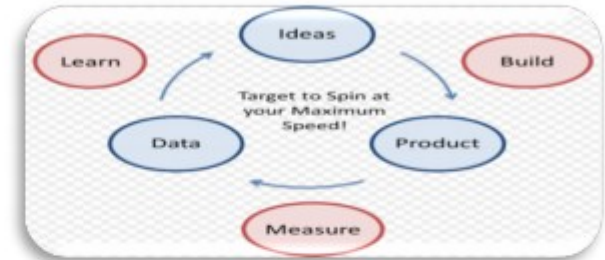 Ideas
Learn
Build
Target to Spin at
your Maximum
Speed!
Data
Product
Measure